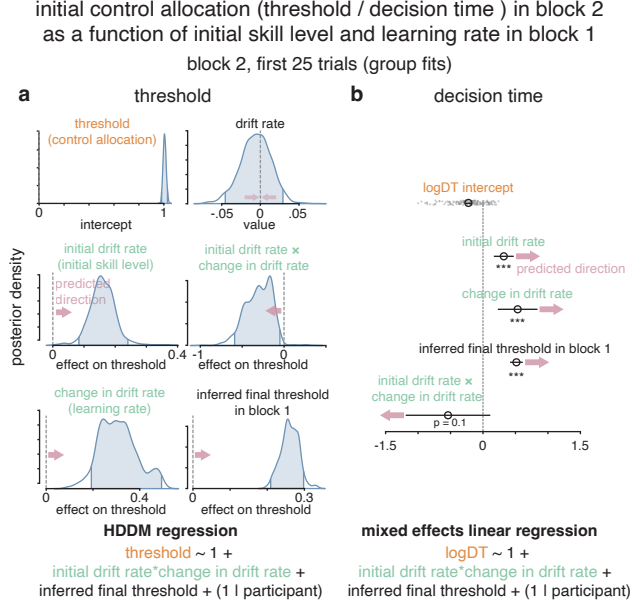 initial control allocation (threshold / decision time ) in block 2
as a function of initial skill level and learning rate in block 1
block 2, first 25 trials (group fits)
a
threshold
b
decision time
threshold
(control allocation)
0
1
intercept
drift rate
-.05
0
.05
value
posterior density
initial drift rate
(initial skill level)
predicted
direction
0
0.4
effect on threshold
initial drift rate ×
change in drift rate
-1
0
effect on threshold
change in drift rate
(learning rate)
0
0.4
effect on threshold
inferred final threshold
in block 1
0
0.3
effect on threshold
logDT intercept
initial drift rate
***
predicted direction
change in drift rate
***
inferred final threshold in block 1
***
initial drift rate ×
change in drift rate
p = 0.1
-1.5
0
1.5
HDDM regression
threshold ~ 1 +
initial drift rate*change in drift rate +
inferred final threshold + (1 | participant)
mixed effects linear regression
logDT ~ 1 +
initial drift rate*change in drift rate +
inferred final threshold + (1 | participant)